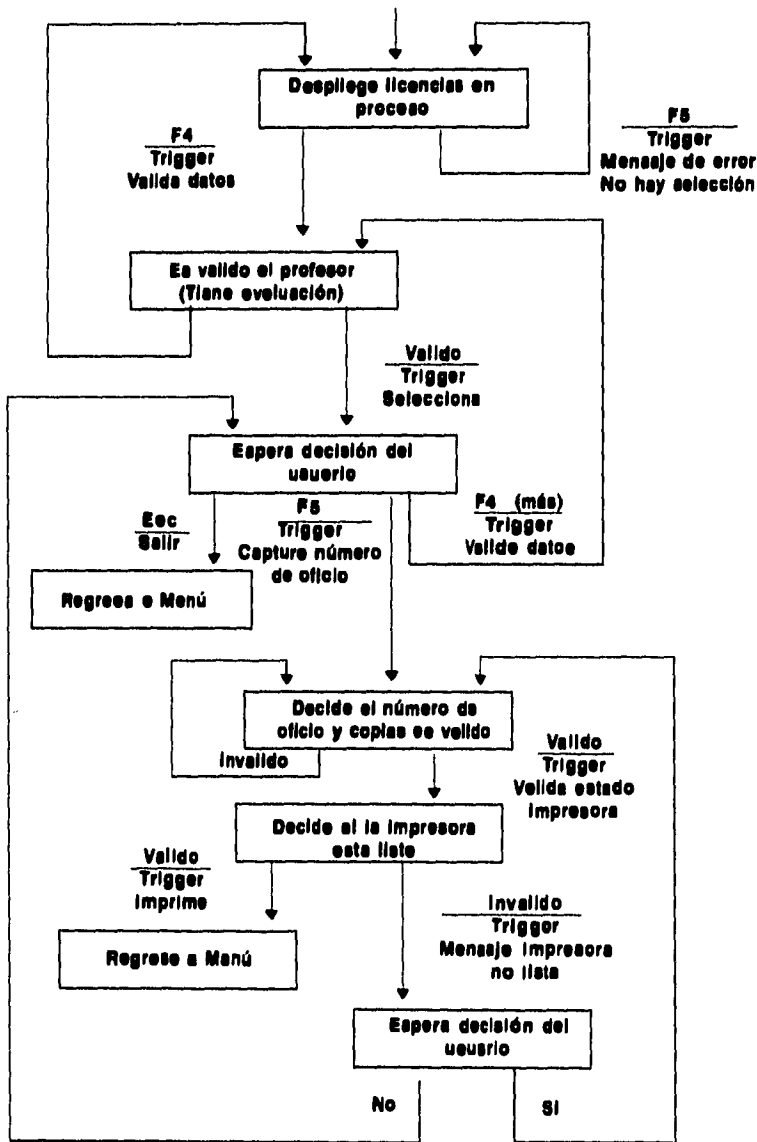 Despliege licencias en
proceso
F4
Trigger
Valida datos
F5
Trigger
Mensaje de error
No hay selección
Es valido el profesor
(Tiene evaluación)
Valido
Trigger
Selecciona
Espera decisión del
usuario
Esc
Salir
F5
Trigger
Capture número
de oficio
F4 (más)
Trigger
Valide datos
Regresa a Menú
Decide el número de
oficio y copias es valido
Invalido
Valido
Trigger
Valida estado
impresora
Decide si la impresora
esta lista
Valido
Trigger
Imprime
Invalido
Trigger
Mensaje impresora
no lista
Regresa a Menú
Espera decisión del
usuario
No
Si